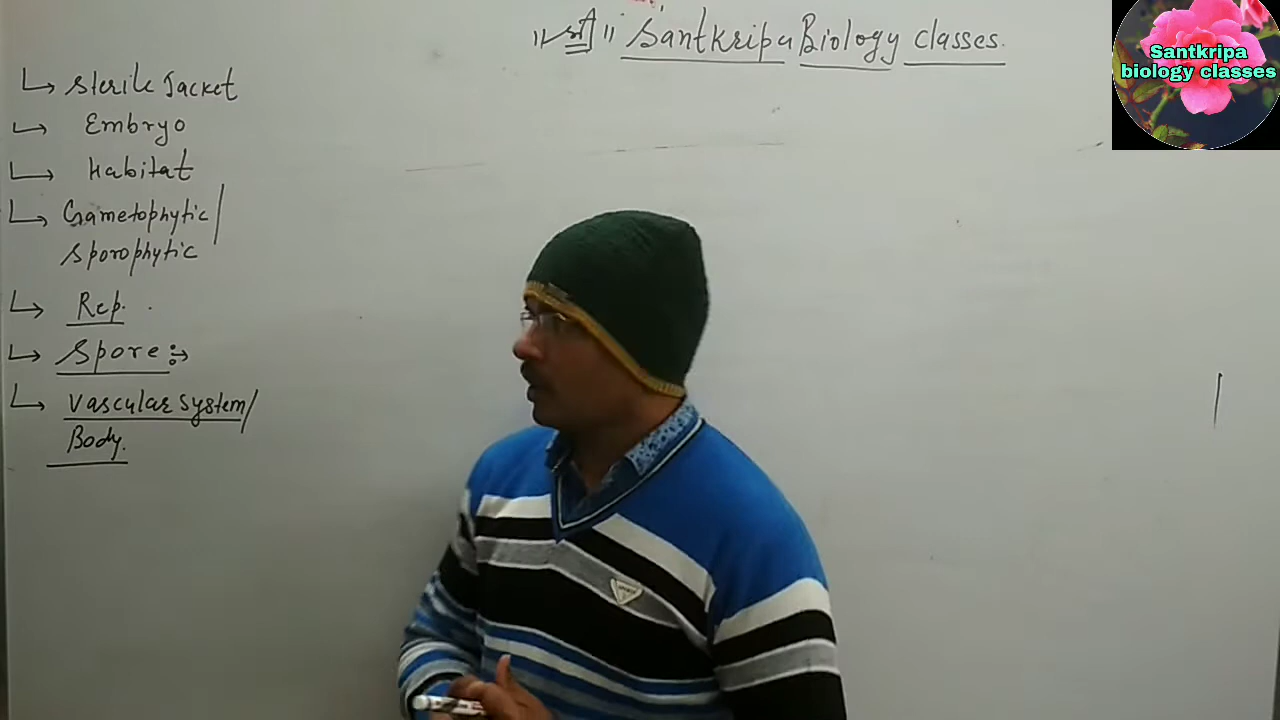 "श्री" Santkripa Biology classes.
Santkripa
biology classes
↳ Sterile Jacket
↳ Embryo
↳ Habitat
↳ Gametophytic/
Sporophytic
↳ Rep.
↳ Spore :→
↳ Vascular System/
Body.